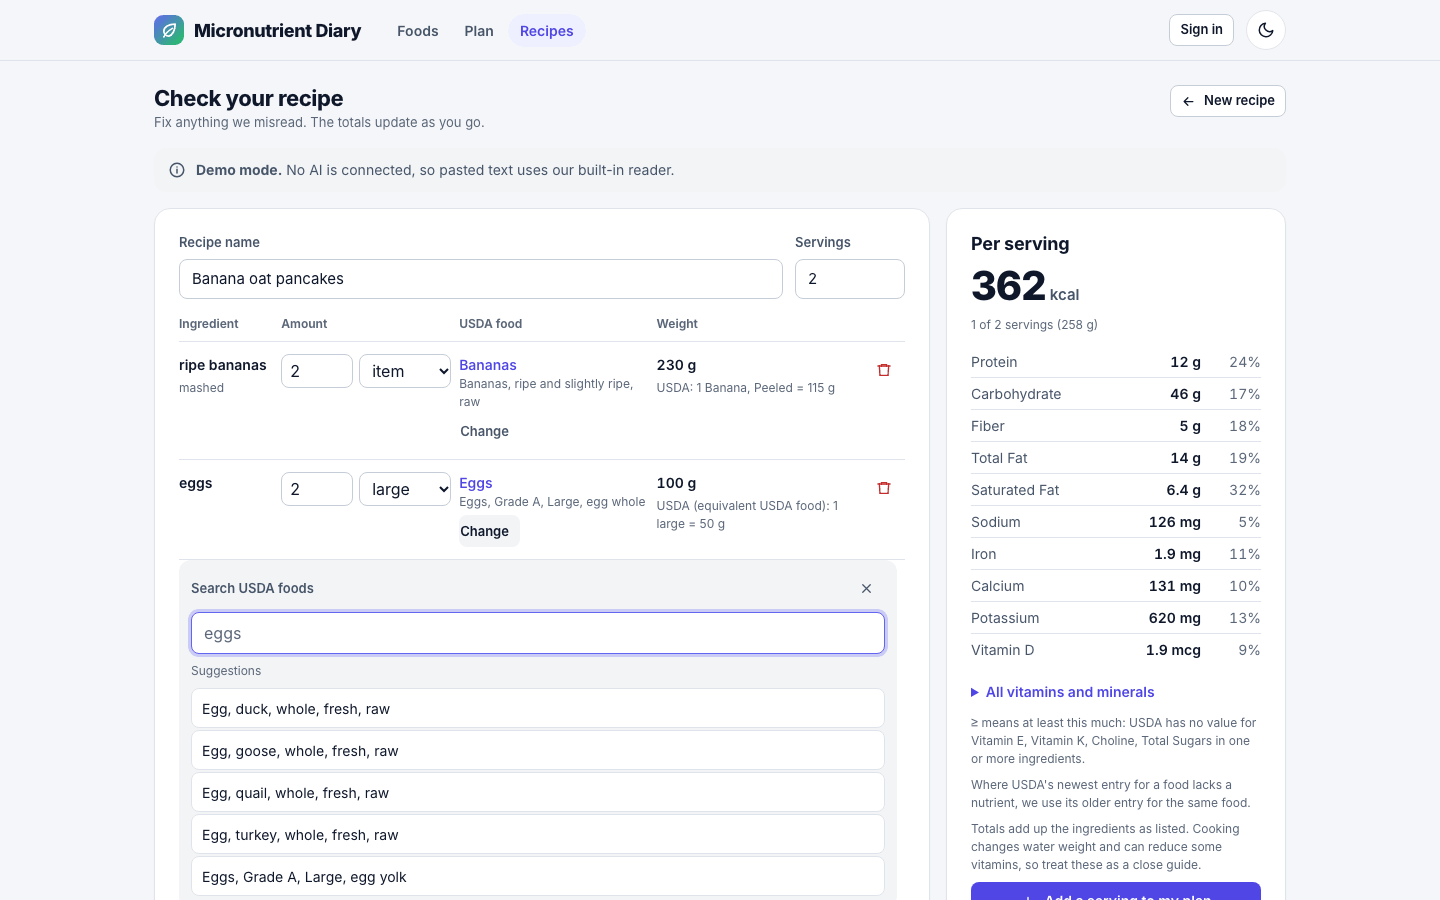 Micronutrient Diary
Foods
Plan
Recipes
Sign in
Check your recipe
New recipe
Fix anything we misread. The totals update as you go.
Demo mode. No AI is connected, so pasted text uses our built-in reader.
Recipe name
Servings
Banana oat pancakes
2
Ingredient
Amount
USDA food
Weight
ripe bananas
mashed
2
item
Bananas
Bananas, ripe and slightly ripe,
raw
Change
230 g
USDA: 1 Banana, Peeled = 115 g
eggs
2
large
Eggs
Eggs, Grade A, Large, egg whole
Change
100 g
USDA (equivalent USDA food): 1
large = 50 g
Search USDA foods
eggs
Suggestions
Egg, duck, whole, fresh, raw
Egg, goose, whole, fresh, raw
Egg, quail, whole, fresh, raw
Egg, turkey, whole, fresh, raw
Eggs, Grade A, Large, egg yolk
Per serving
362 kcal
1 of 2 servings (258 g)
Protein 12 g 24%
Carbohydrate 46 g 17%
Fiber 5 g 18%
Total Fat 14 g 19%
Saturated Fat 6.4 g 32%
Sodium 126 mg 5%
Iron 1.9 mg 11%
Calcium 131 mg 10%
Potassium 620 mg 13%
Vitamin D 1.9 mcg 9%
All vitamins and minerals
≥ means at least this much: USDA has no value for
Vitamin E, Vitamin K, Choline, Total Sugars in one
or more ingredients.
Where USDA's newest entry for a food lacks a
nutrient, we use its older entry for the same food.
Totals add up the ingredients as listed. Cooking
changes water weight and can reduce some
vitamins, so treat these as a close guide.
Add a serving to my plan